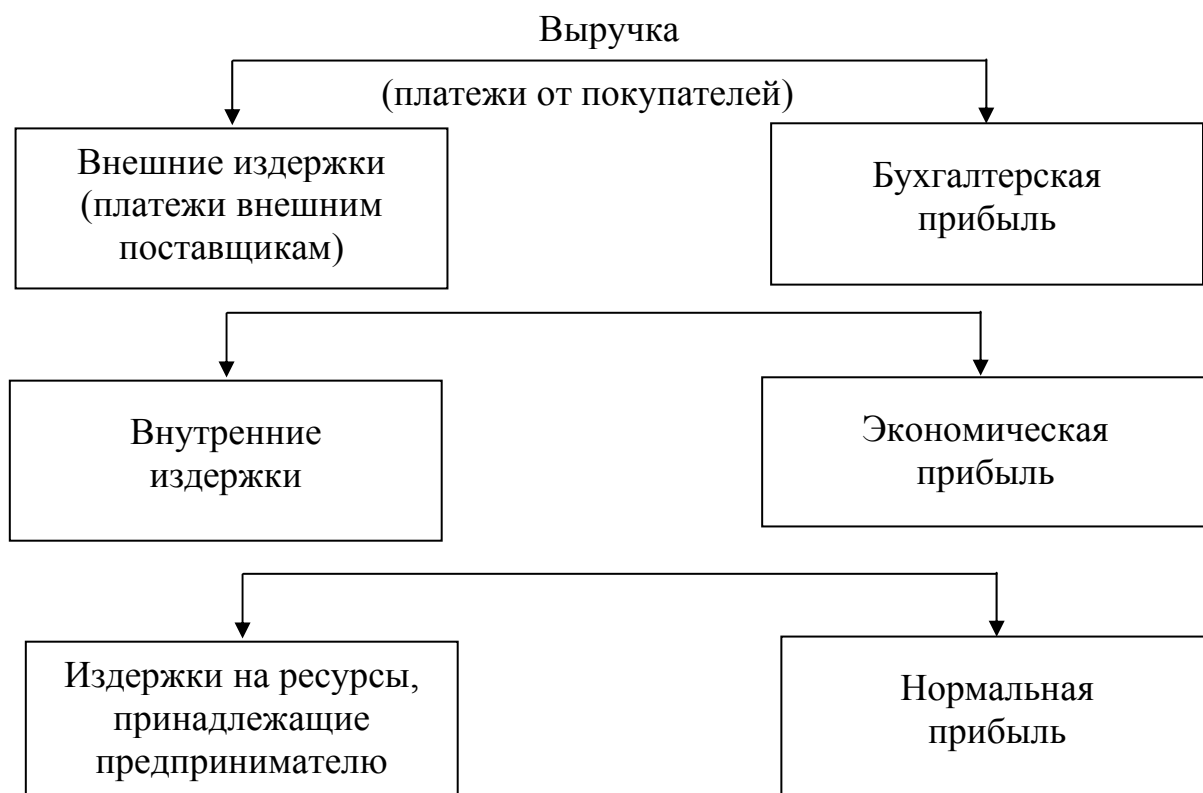 Выручка
(платежи от покупателей)
Внешние издержки
(платежи внешним
поставщикам)
Бухгалтерская
прибыль
Внутренние
издержки
Экономическая
прибыль
Издержки на ресурсы,
принадлежащие
предпринимателю
Нормальная
прибыль